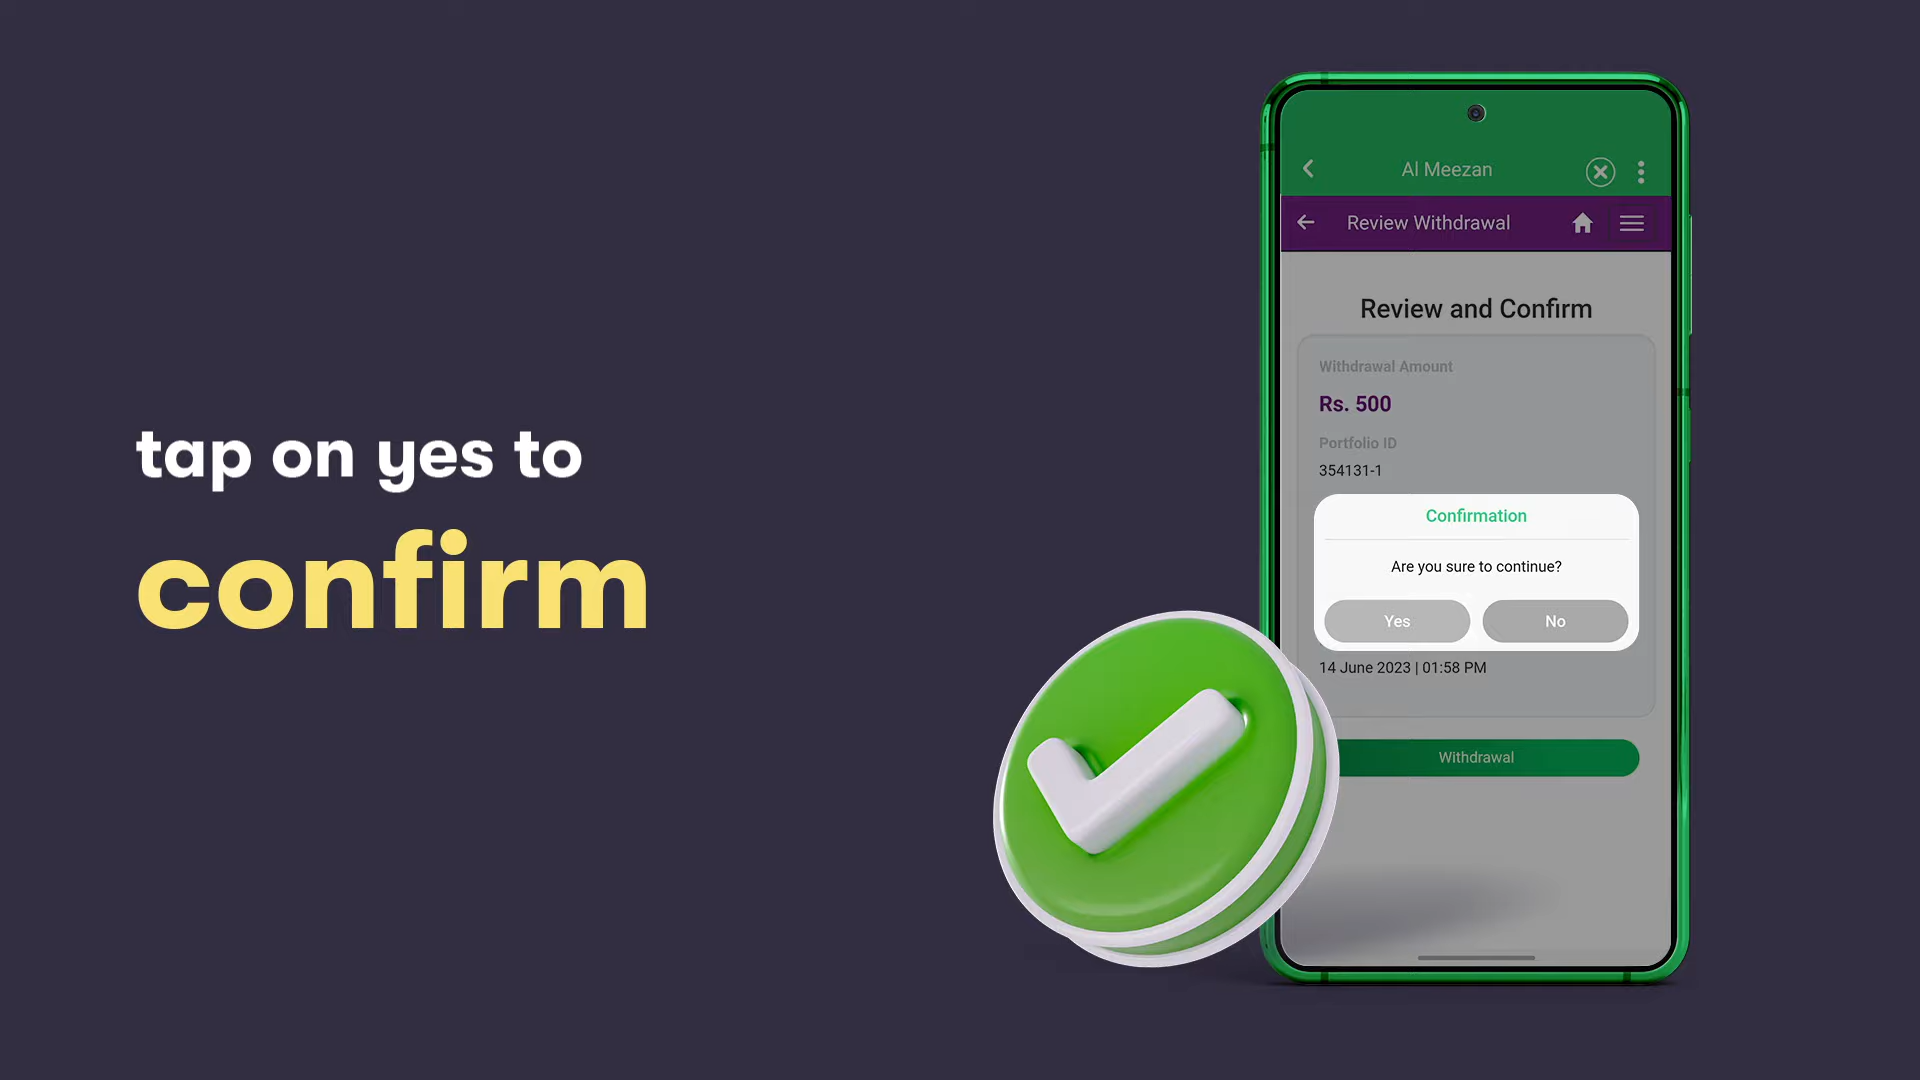 tap on yes to
confirm
Al Meezan
Review Withdrawal
Review and Confirm
Withdrawal Amount
Rs. 500
Portfolio ID
354131-1
Confirmation
Are you sure to continue?
Yes No
14 June 2023 | 01:58 PM
Withdrawal